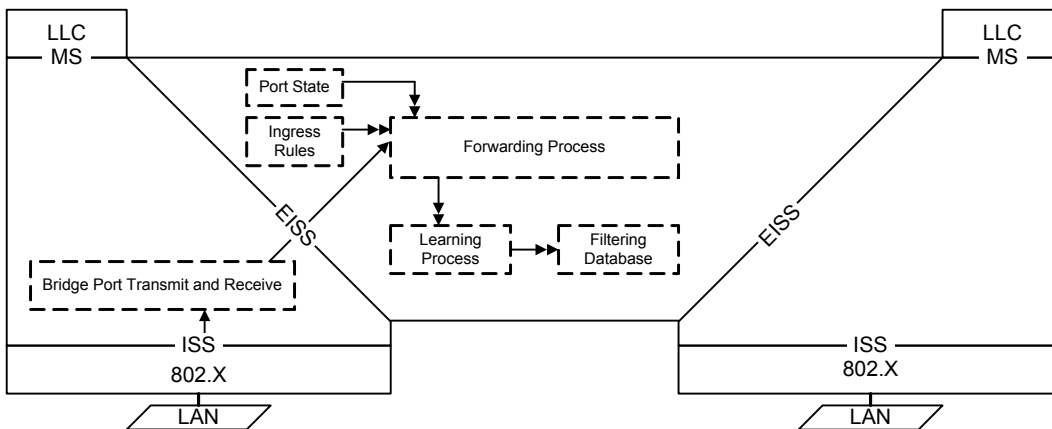 LLC
MS
LLC
MS
Port State
Ingress
Rules
Forwarding Process
EISS
EISS
Learning
Process
Filtering
Database
Bridge Port Transmit and Receive
ISS
802.X
ISS
802.X
LAN
LAN